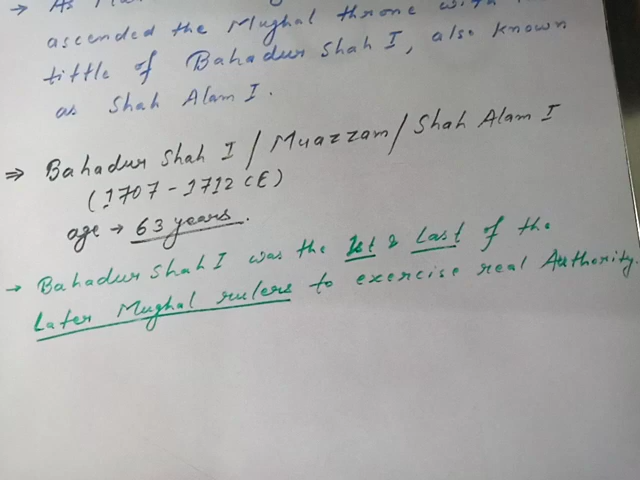 → As
ascended the Mughal throne with
tittle of Bahadur Shah I, also known
as Shah Alam I.
⇒ Bahadur Shah I / Muazzam / Shah Alam I
(1707 - 1712 CE)
age → 63 years.
→ Bahadur Shah I was the 1st & Last of the
Later Mughal rulers to exercise real Authority.